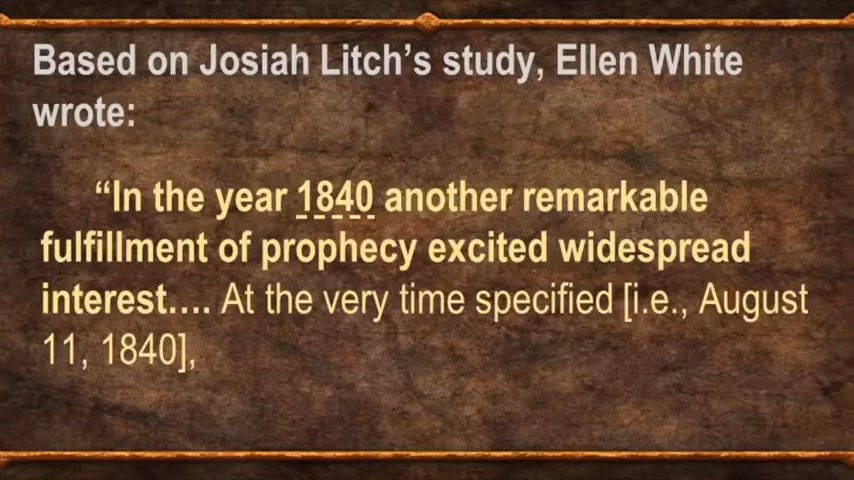 Based on Josiah Litch’s study, Ellen White
wrote:
“In the year 1840 another remarkable
fulfillment of prophecy excited widespread
interest…. At the very time specified [i.e., August
11, 1840],